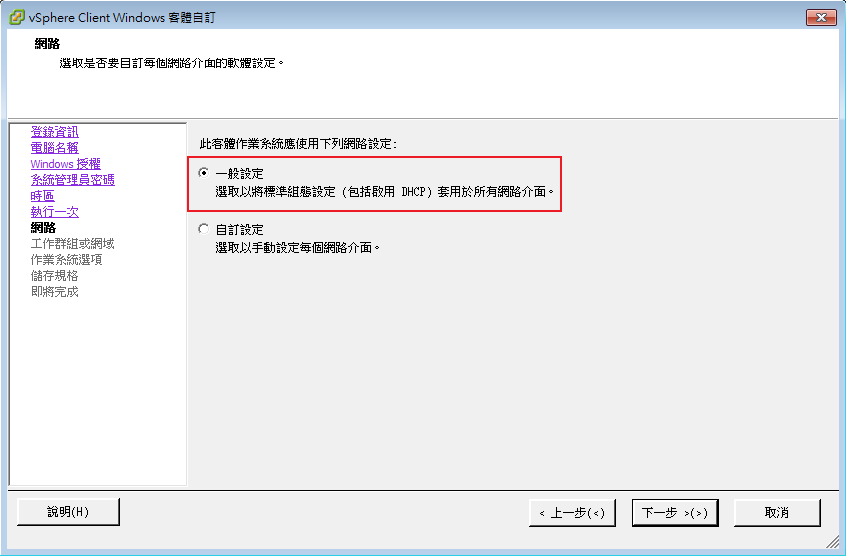 vSphere Client Windows 客體自訂
網路
選取是否要自訂每個網路介面的軟體設定。
登錄資訊
電腦名稱
Windows 授權
系統管理員密碼
時區
執行一次
網路
工作群組或網域
作業系統選項
儲存規格
即將完成
此客體作業系統應使用下列網路設定:
一般設定
選取以將標準組態設定 (包括啟用 DHCP) 套用於所有網路介面。
自訂設定
選取以手動設定每個網路介面。
說明(H)
< 上一步(<)
下一步 >(>)
取消